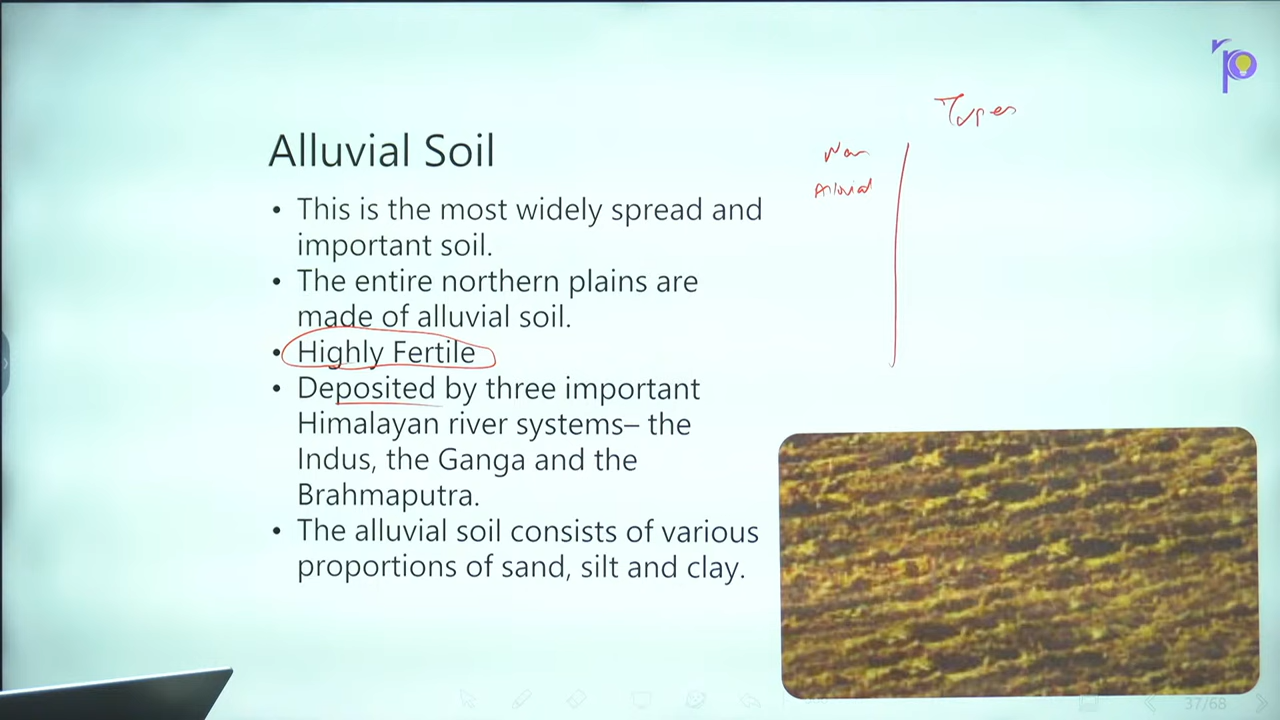 Types
Alluvial Soil
• This is the most widely spread and
important soil.
• The entire northern plains are
made of alluvial soil.
• Highly Fertile
• Deposited by three important
Himalayan river systems– the
Indus, the Ganga and the
Brahmaputra.
• The alluvial soil consists of various
proportions of sand, silt and clay.
37/68